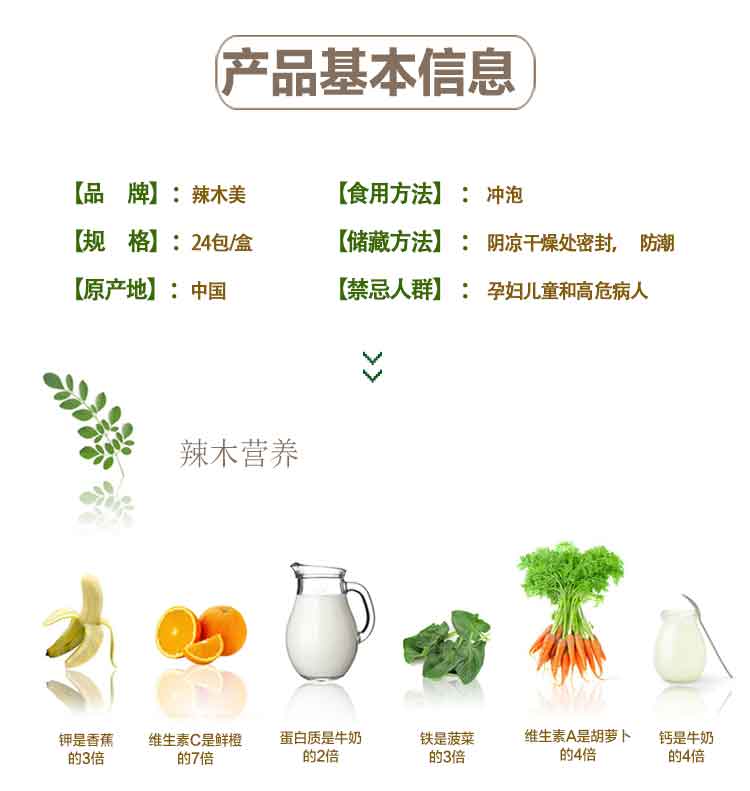 产品基本信息
【品 牌】: 辣木美 【食用方法】: 冲泡
【规 格】: 24包/盒 【储藏方法】: 阴凉干燥处密封, 防潮
【原产地】: 中国 【禁忌人群】: 孕妇儿童和高危病人
辣木营养
钾是香蕉
的3倍
维生素C是鲜橙
的7倍
蛋白质是牛奶
的2倍
铁是菠菜
的3倍
维生素A是胡萝卜
的4倍
钙是牛奶
的4倍